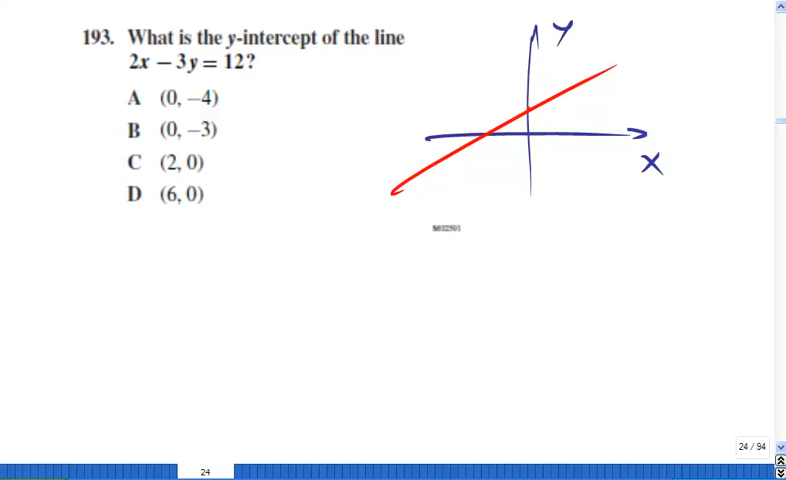 193. What is the y-intercept of the line
2x − 3y = 12?
A (0, −4)
B (0, −3)
C (2, 0)
D (6, 0)
Y
X
M02591
24 / 94
24